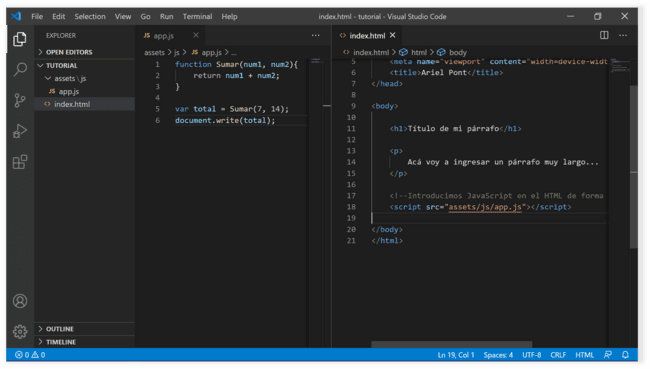 File Edit Selection View Go Run Terminal Help index.html - tutorial - Visual Studio Code
EXPLORER
OPEN EDITORS
TUTORIAL
assets \ js
JS app.js
<> index.html
OUTLINE
TIMELINE
JS app.js
assets > js > JS app.js > ...
1 function Sumar(num1, num2){
2 return num1 + num2;
3 }
4
5 var total = Sumar(7, 14);
6 document.write(total);
<> index.html
<> index.html > html > body
5 <meta name="viewport" content="width=device-widt
6 <title>Ariel Pont</title>
7 </head>
8
9 <body>
10
11 <h1>Título de mi párrafo</h1>
12
13 <p>
14 Acá voy a ingresar un párrafo muy largo...
15 </p>
16
17 <!--Introducimos JavaScript en el HTML de forma
18 <script src="assets/js/app.js"></script>
19
20 </body>
21 </html>
0 0 Ln 19, Col 1 Spaces: 4 UTF-8 CRLF HTML